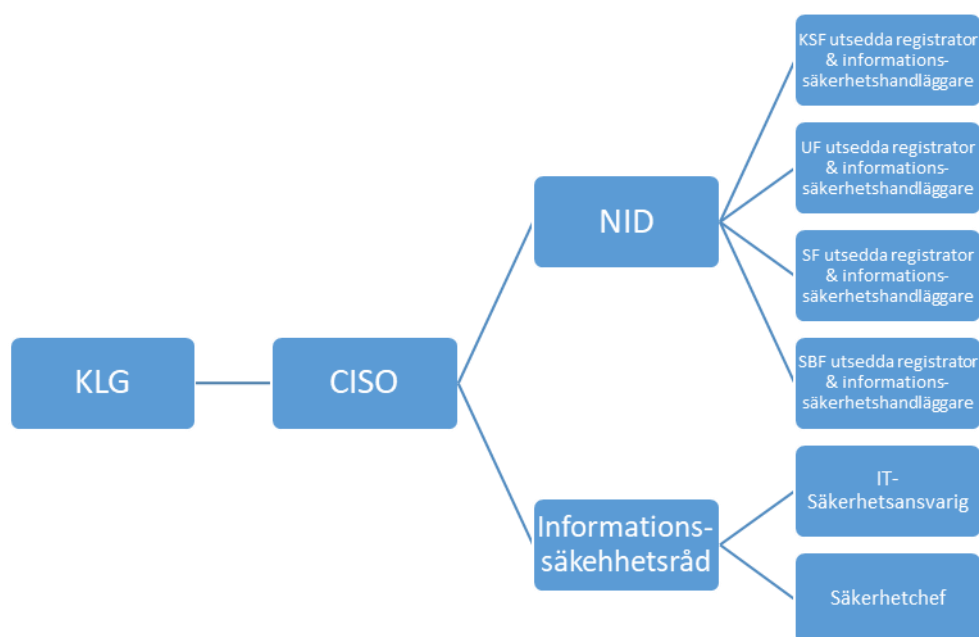 KLG
CISO
NID
Informations-
säkehhetsråd
KSF utsedda registrator
& informations-
säkerhetshandläggare
UF utsedda registrator
& informations-
säkerhetshandläggare
SF utsedda registrator
& informations-
säkerhetshandläggare
SBF utsedda registrator
& informations-
säkerhetshandläggare
IT-
Säkerhetsansvarig
Säkerhetchef